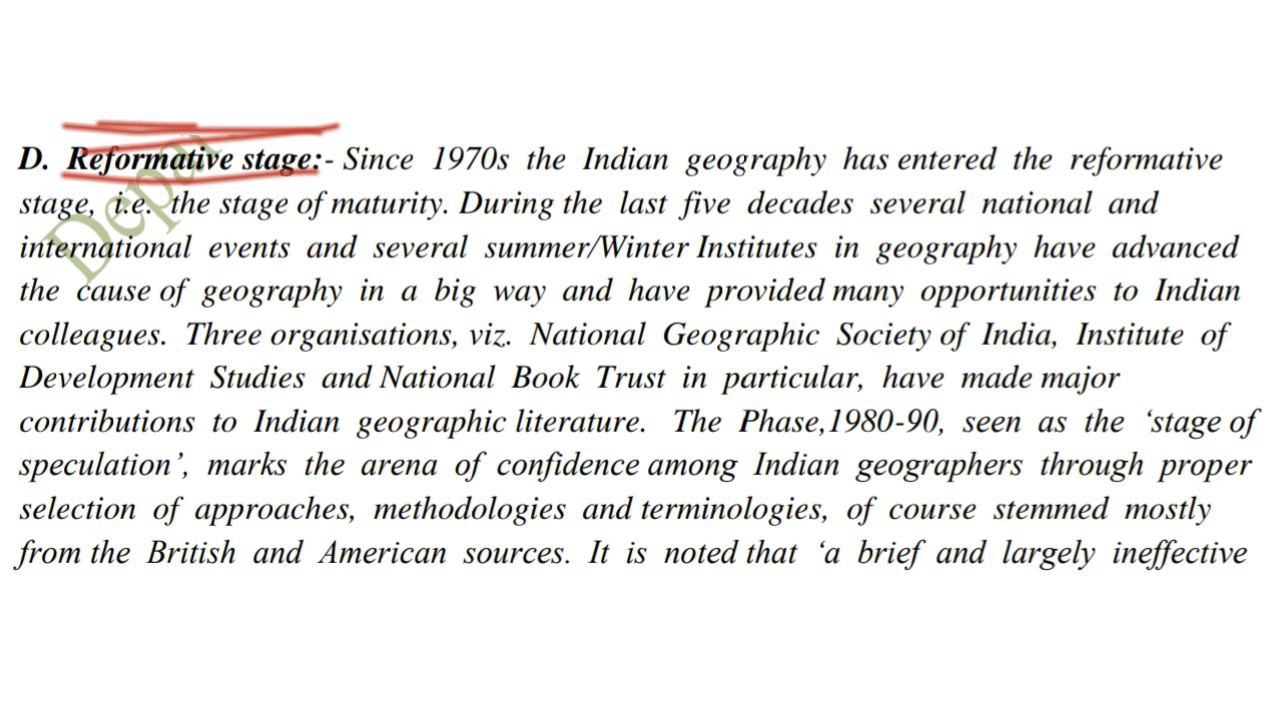 D. Reformative stage:- Since 1970s the Indian geography has entered the reformative
stage, i.e. the stage of maturity. During the last five decades several national and
international events and several summer/Winter Institutes in geography have advanced
the cause of geography in a big way and have provided many opportunities to Indian
colleagues. Three organisations, viz. National Geographic Society of India, Institute of
Development Studies and National Book Trust in particular, have made major
contributions to Indian geographic literature. The Phase,1980-90, seen as the ‘stage of
speculation’, marks the arena of confidence among Indian geographers through proper
selection of approaches, methodologies and terminologies, of course stemmed mostly
from the British and American sources. It is noted that ‘a brief and largely ineffective
Depa